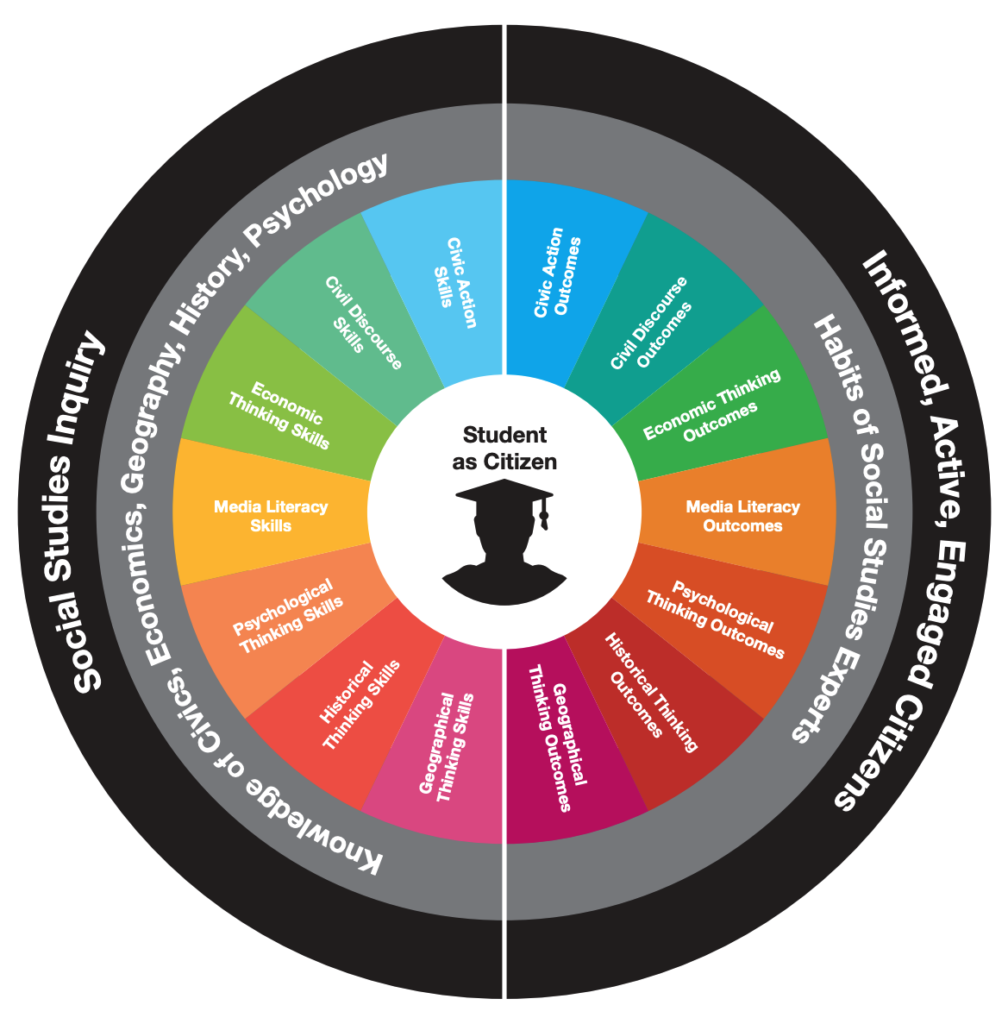 Social Studies Inquiry
Knowledge of Civics, Economics, Geography, History, Psychology
Civic Action
Skills
Civil Discourse
Skills
Economic
Thinking Skills
Media Literacy
Skills
Psychological
Thinking Skills
Historical
Thinking Skills
Geographical
Thinking Skills
Student
as Citizen
Civic Action
Outcomes
Civil Discourse
Outcomes
Economic Thinking
Outcomes
Media Literacy
Outcomes
Psychological
Thinking Outcomes
Historical Thinking
Outcomes
Geographical
Thinking Outcomes
Habits of Social Studies Experts
Informed, Active, Engaged Citizens